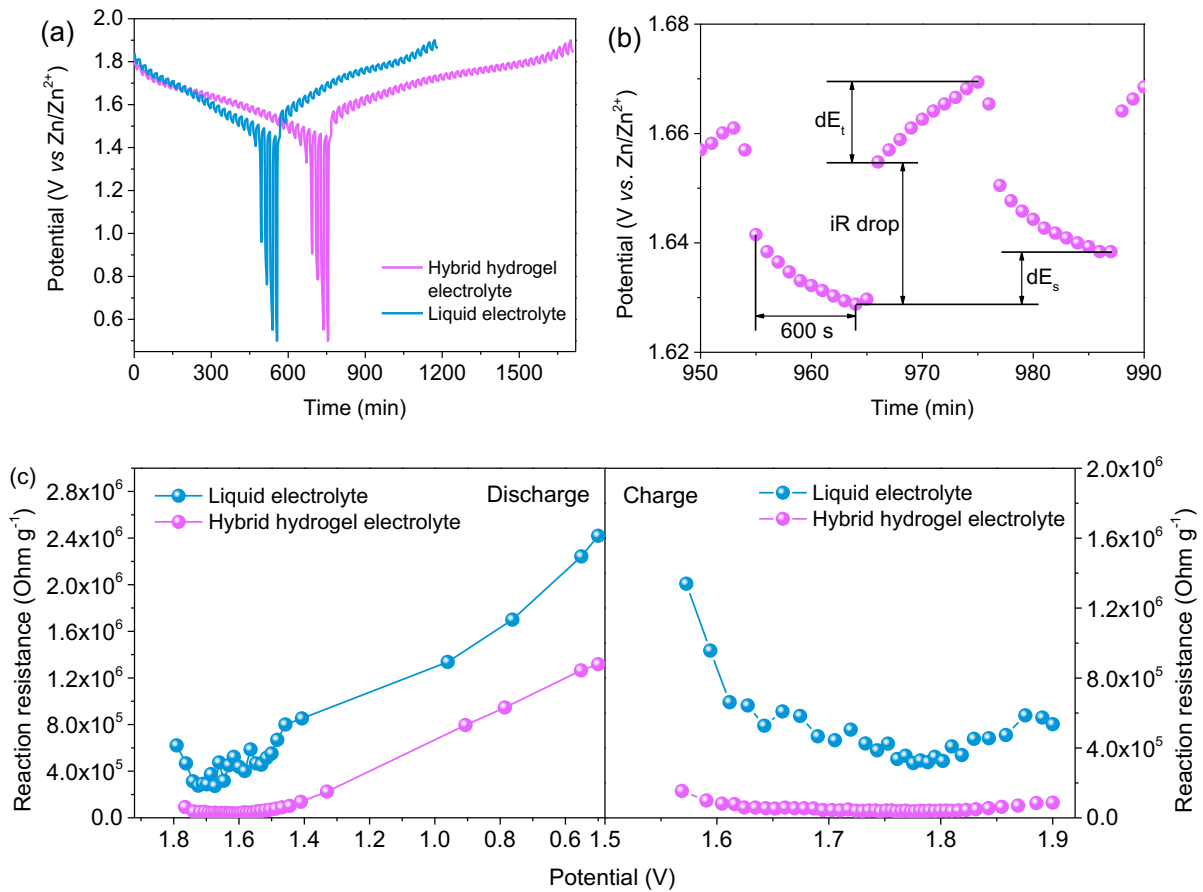 (a)
2.0
1.8
1.6
1.4
1.2
1.0
0.8
0.6
Potential (V vs Zn/Zn²⁺)
Hybrid hydrogel
electrolyte
Liquid electrolyte
0 300 600 900 1200 1500
Time (min)
(b)
1.68
1.66
1.64
1.62
Potential (V vs. Zn/Zn²⁺)
dEₜ
iR drop
dEₛ
600 s
950 960 970 980 990
Time (min)
(c)
2.8x10⁶
2.4x10⁶
2.0x10⁶
1.6x10⁶
1.2x10⁶
8.0x10⁵
4.0x10⁵
0.0
Reaction resistance (Ohm g⁻¹)
Liquid electrolyte
Hybrid hydrogel electrolyte
Discharge
1.8 1.6 1.4 1.2 1.0 0.8 0.6
Charge
Liquid electrolyte
Hybrid hydrogel electrolyte
2.0x10⁶
1.6x10⁶
1.2x10⁶
8.0x10⁵
4.0x10⁵
0.0
Reaction resistance (Ohm g⁻¹)
1.5 1.6 1.7 1.8 1.9
Potential (V)